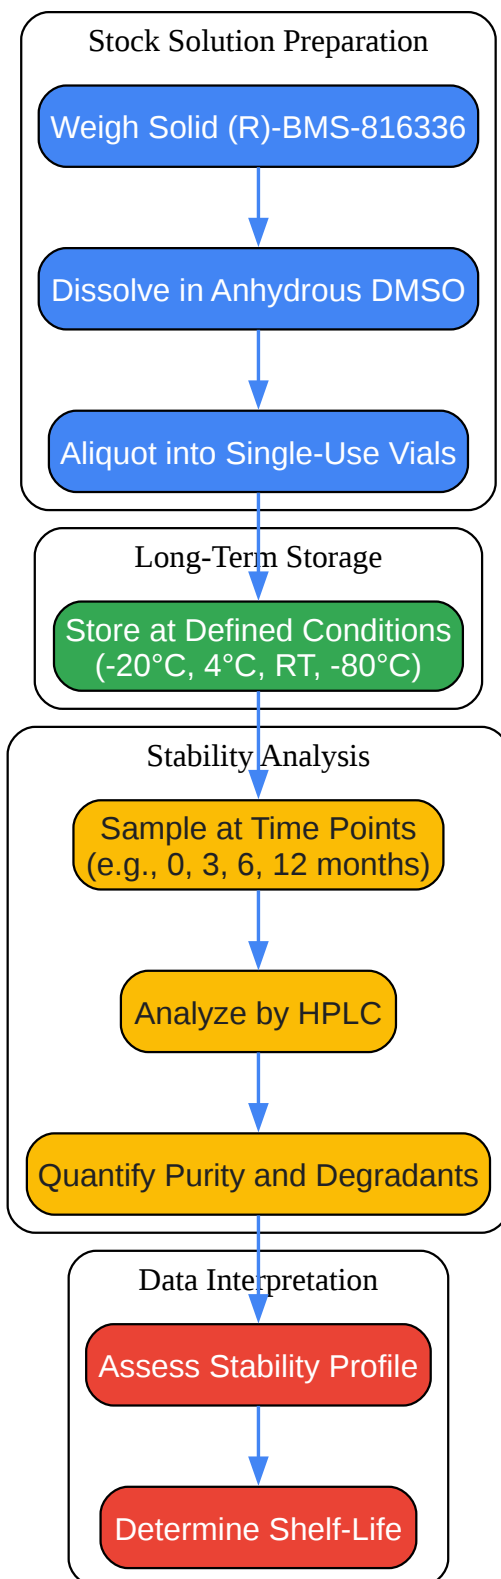 Stock Solution Preparation
Weigh Solid (R)-BMS-816336
Dissolve in Anhydrous DMSO
Aliquot into Single-Use Vials
Long-Term Storage
Store at Defined Conditions
(-20°C, 4°C, RT, -80°C)
Stability Analysis
Sample at Time Points
(e.g., 0, 3, 6, 12 months)
Analyze by HPLC
Quantify Purity and Degradants
Data Interpretation
Assess Stability Profile
Determine Shelf-Life